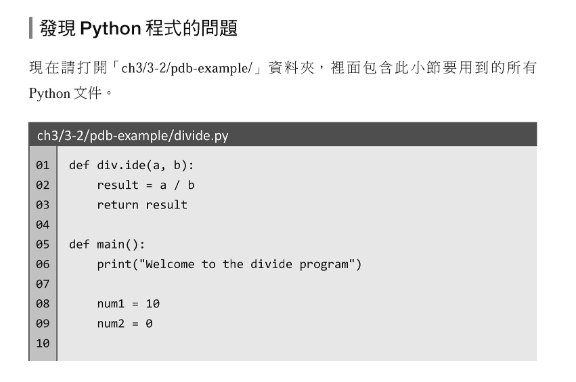 發現 Python 程式的問題
現在請打開「ch3/3-2/pdb-example/」資料夾，裡面包含此小節要用到的所有
Python 文件。
ch3/3-2/pdb-example/divide.py
01 def div.ide(a, b):
02     result = a / b
03     return result
04
05 def main():
06     print("Welcome to the divide program")
07
08     num1 = 10
09     num2 = 0
10